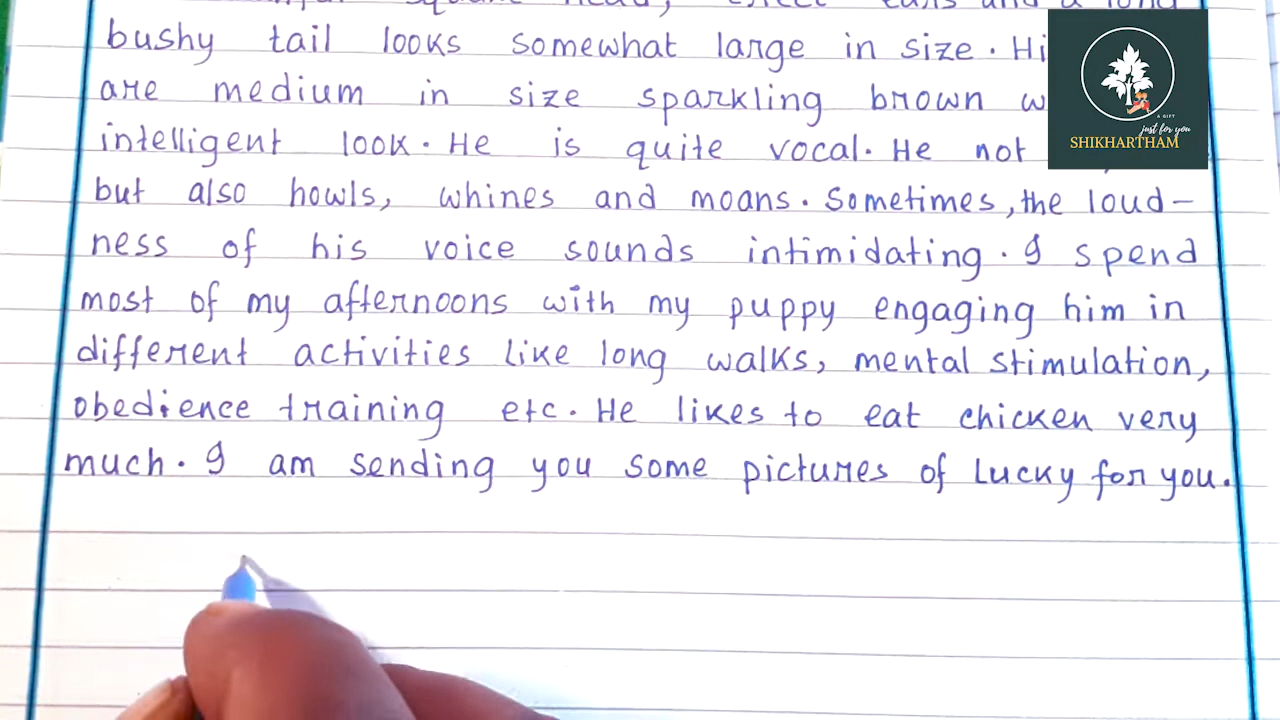 bushy tail looks somewhat large in size. Hi
are medium in size sparkling brown w
intelligent look. He is quite vocal. He not
but also howls, whines and moans. Sometimes, the loud-
ness of his voice sounds intimidating. I spend
most of my afternoons with my puppy engaging him in
different activities like long walks, mental stimulation,
obedience training etc. He likes to eat chicken very
much. I am sending you some pictures of Lucky for you.
A GIFT
just for you
SHIKHARTHAM